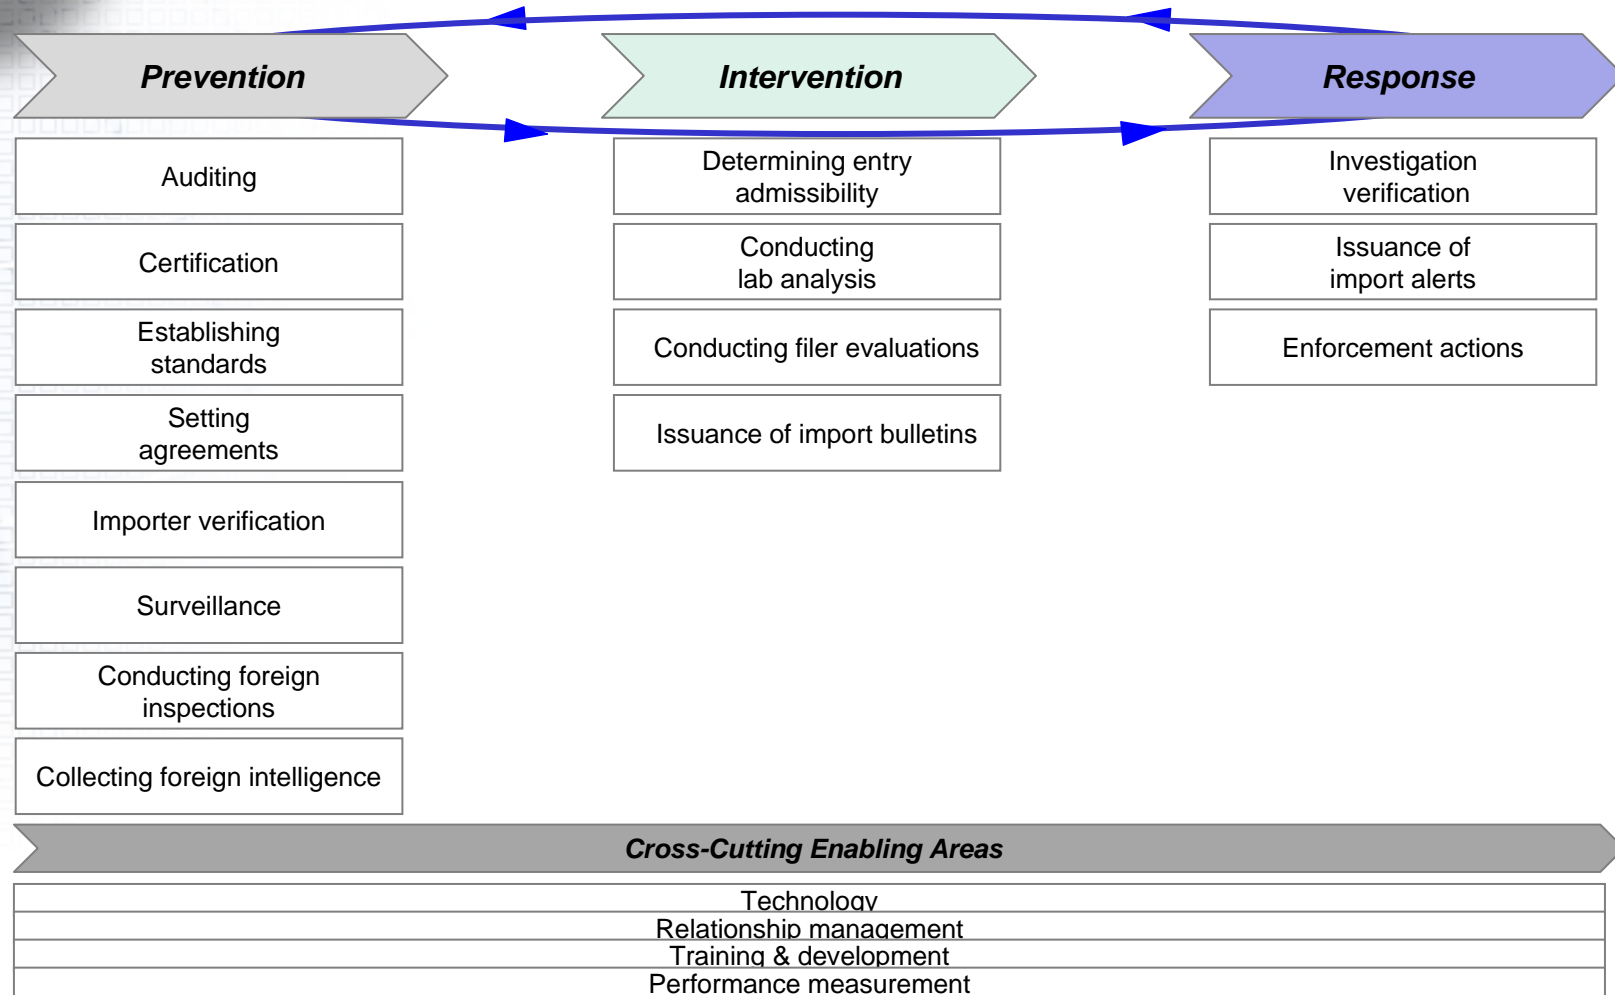 Prevention
Intervention
Response
Auditing
Certification
Establishing
standards
Setting
agreements
Importer verification
Surveillance
Conducting foreign
inspections
Collecting foreign intelligence
Determining entry
admissibility
Conducting
lab analysis
Conducting filer evaluations
Issuance of import bulletins
Investigation
verification
Issuance of
import alerts
Enforcement actions
Cross-Cutting Enabling Areas
Technology
Relationship management
Training & development
Performance measurement